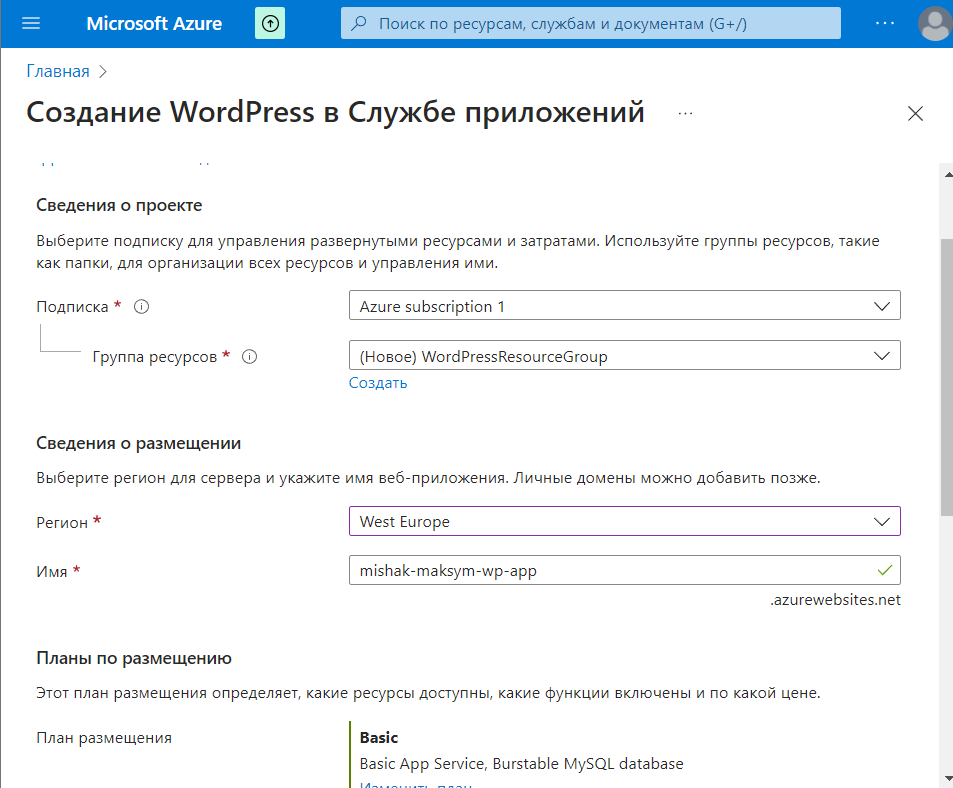 Microsoft Azure
Поиск по ресурсам, службам и документам (G+/)
Главная
Создание WordPress в Службе приложений
Сведения о проекте
Выберите подписку для управления развернутыми ресурсами и затратами. Используйте группы ресурсов, такие
как папки, для организации всех ресурсов и управления ими.
Подписка *
Azure subscription 1
Группа ресурсов *
(Новое) WordPressResourceGroup
Создать
Сведения о размещении
Выберите регион для сервера и укажите имя веб-приложения. Личные домены можно добавить позже.
Регион *
West Europe
Имя *
mishak-maksym-wp-app
.azurewebsites.net
Планы по размещению
Этот план размещения определяет, какие ресурсы доступны, какие функции включены и по какой цене.
План размещения
Basic
Basic App Service, Burstable MySQL database
Изменить план